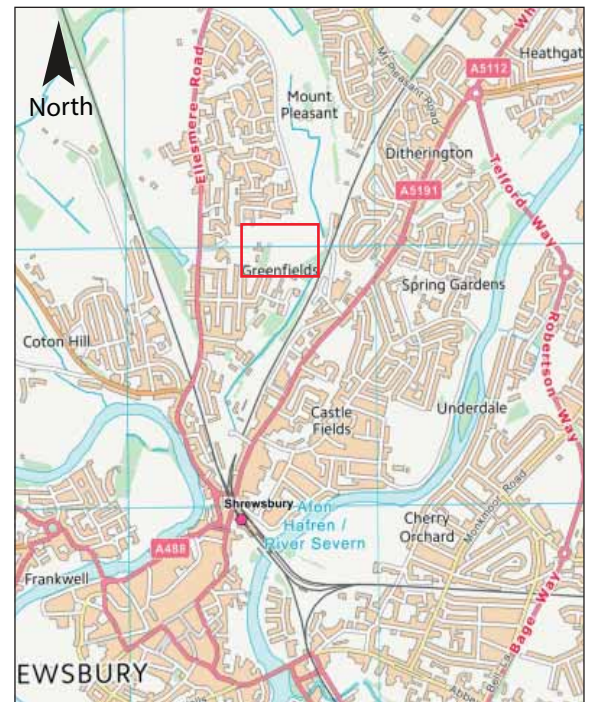 North
Ellesmere Road
Mount
Pleasant
Mt Pleasant Road
Wh
Heathgat
A5112
Ditherington
A5191
Telford Way
Greenfields
Spring Gardens
Coton Hill
Robertson Way
Castle
Fields
Underdale
Monkmoor Road
Shrewsbury
Afon
Hafren /
River Severn
Cherry
Orchard
A488
Frankwell
Bage Way
EWSBURY
Abbe